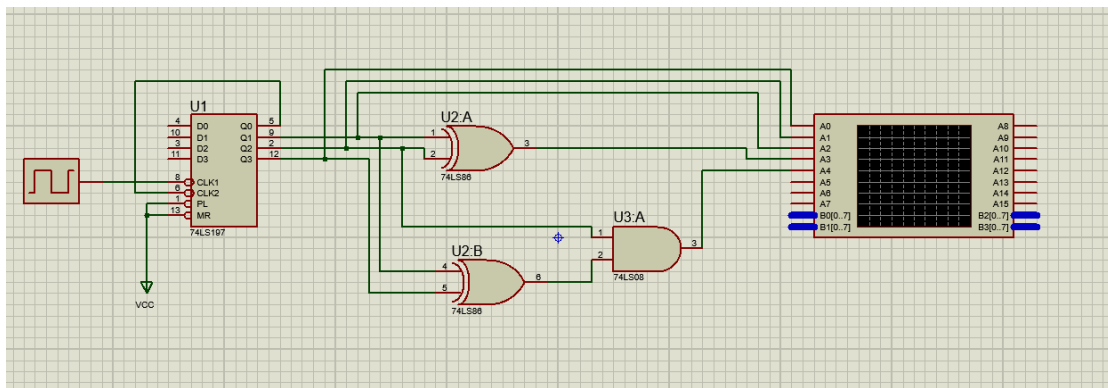 U1
4 D0 Q0 5
10 D1 Q1 9
3 D2 Q2 2
11 D3 Q3 12
8 CLK1
6 CLK2
1 PL
13 MR
74LS197
VCC
U2:A
1
2
3
74LS86
U2:B
4
5
6
74LS86
U3:A
1
2
3
74LS08
A0 A8
A1 A9
A2 A10
A3 A11
A4 A12
A5 A13
A6 A14
A7 A15
B0[0..7] B2[0..7]
B1[0..7] B3[0..7]